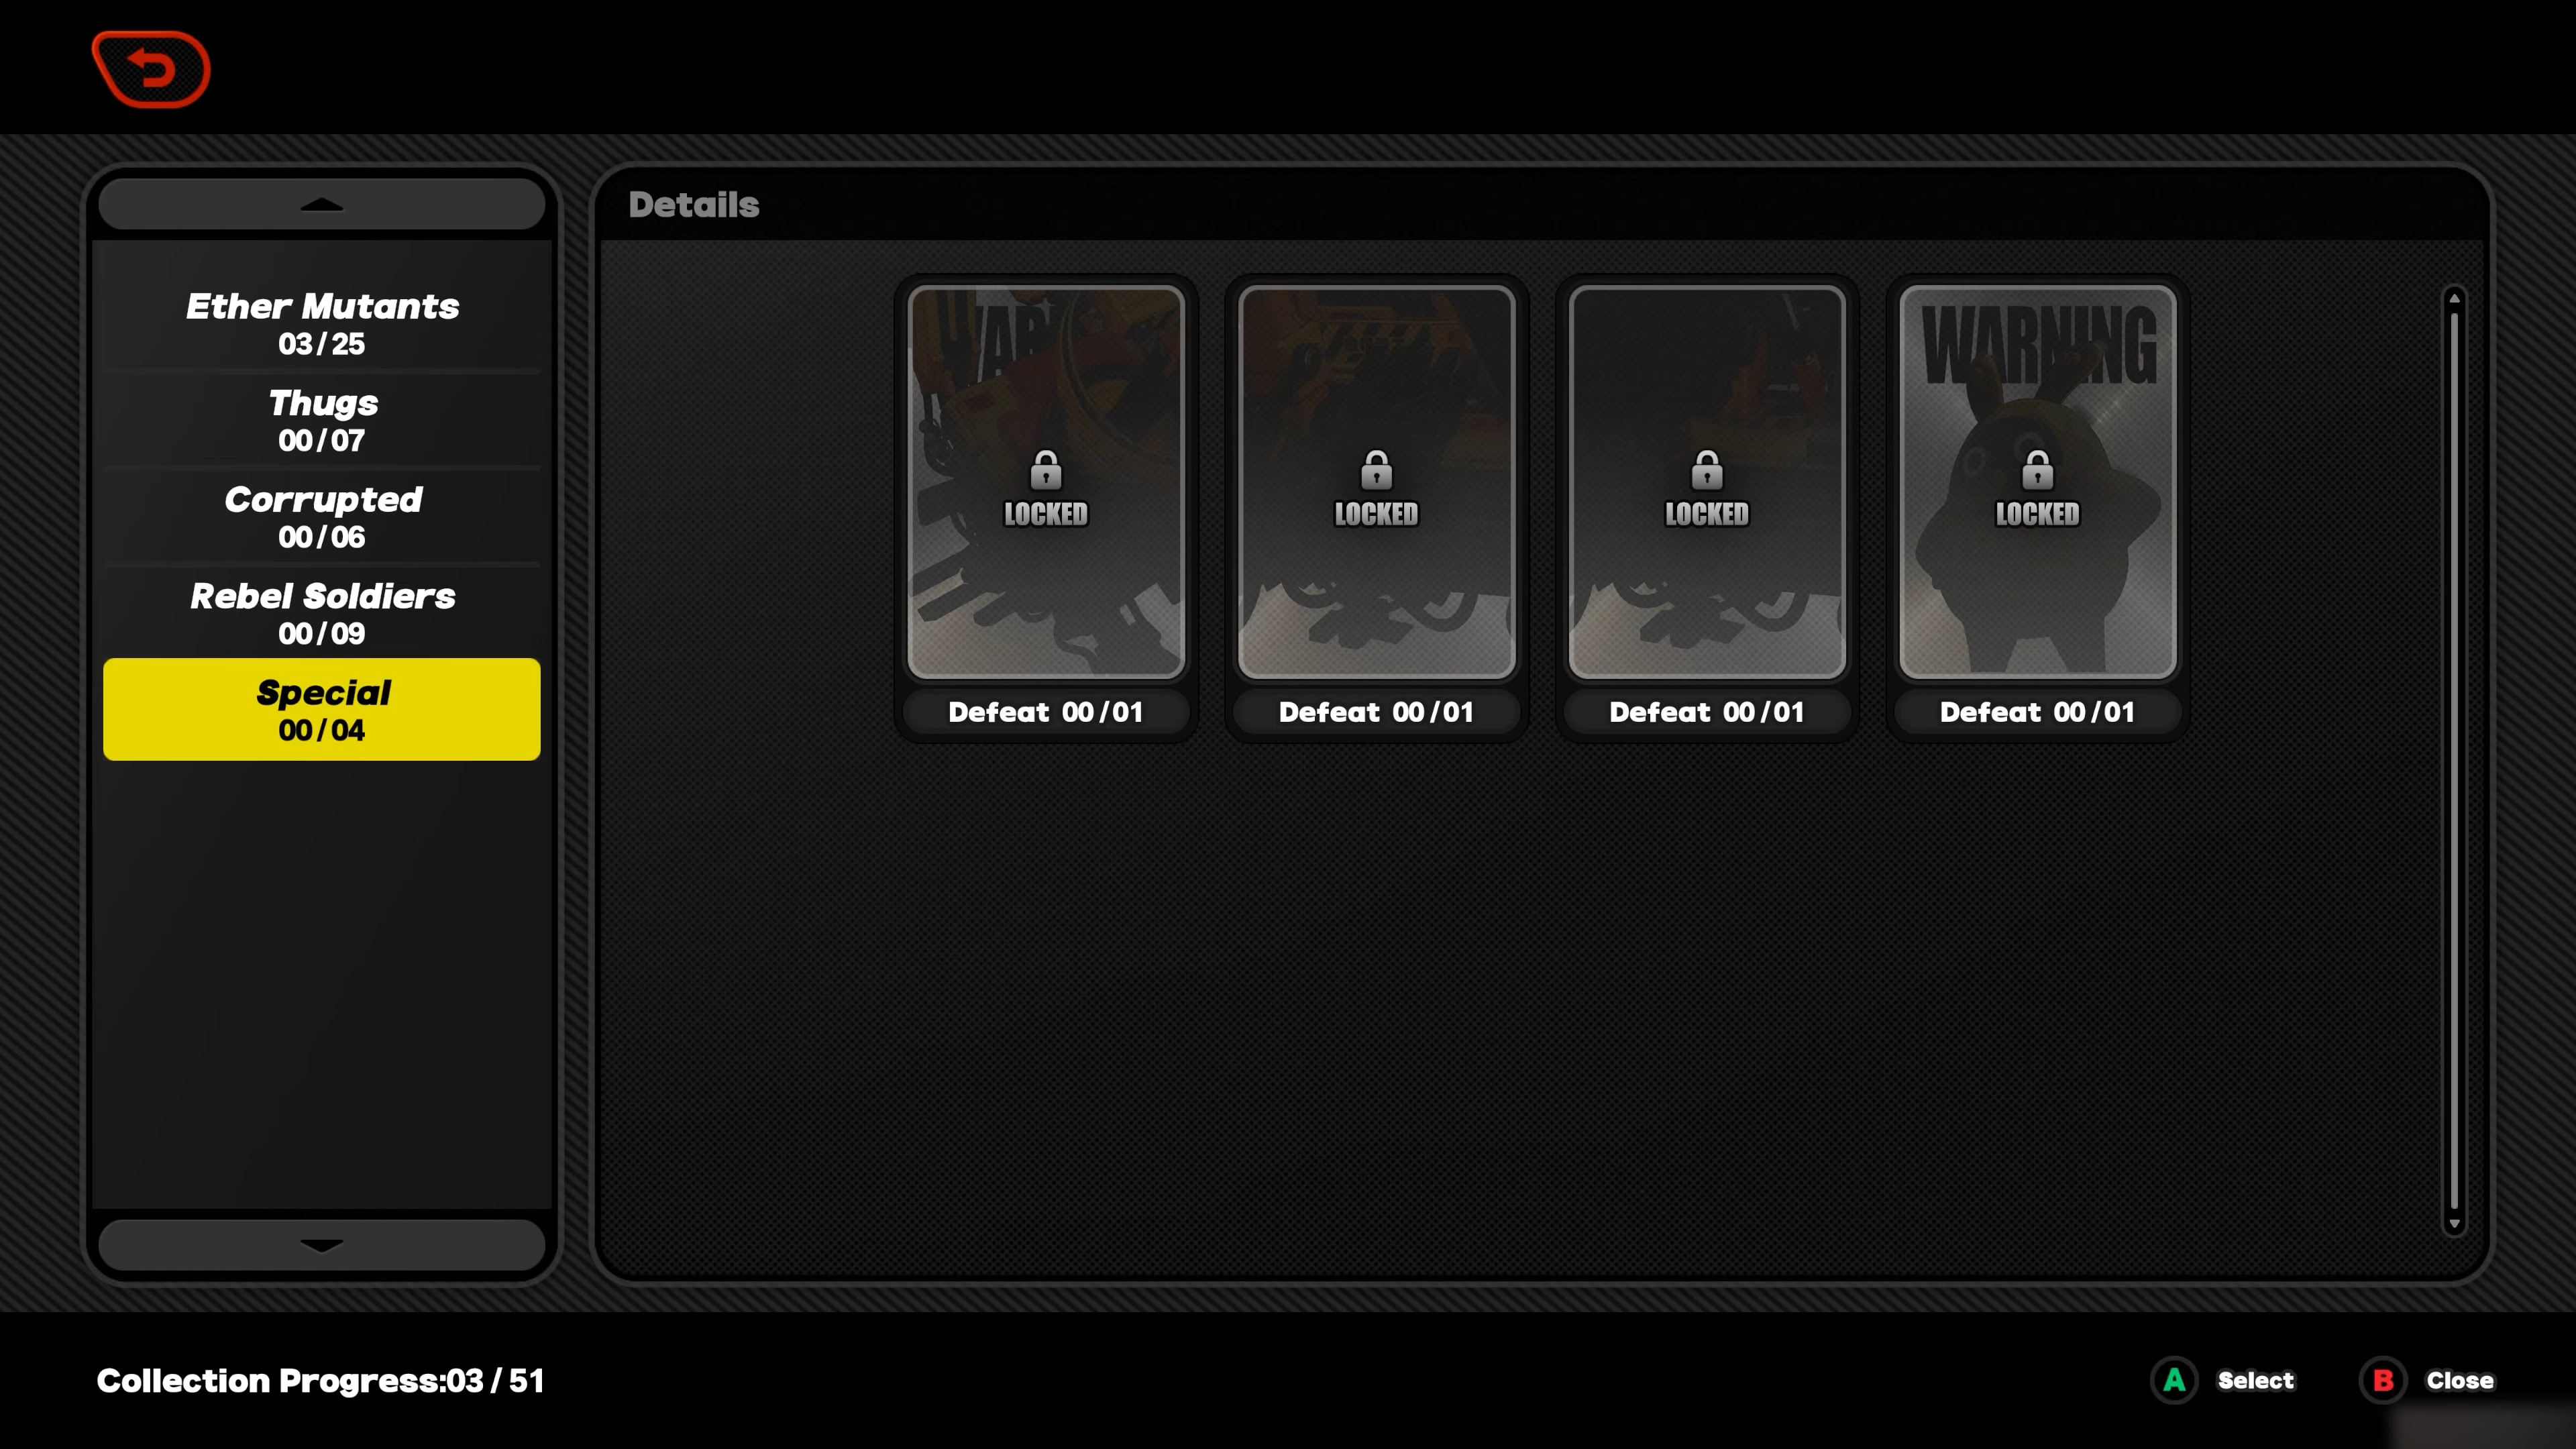 Details
Ether Mutants
03/25
Thugs
00/07
Corrupted
00/06
Rebel Soldiers
00/09
Special
00/04
LOCKED
Defeat 00/01
LOCKED
Defeat 00/01
LOCKED
Defeat 00/01
WARNING
LOCKED
Defeat 00/01
Collection Progress:03/51
A Select
B Close